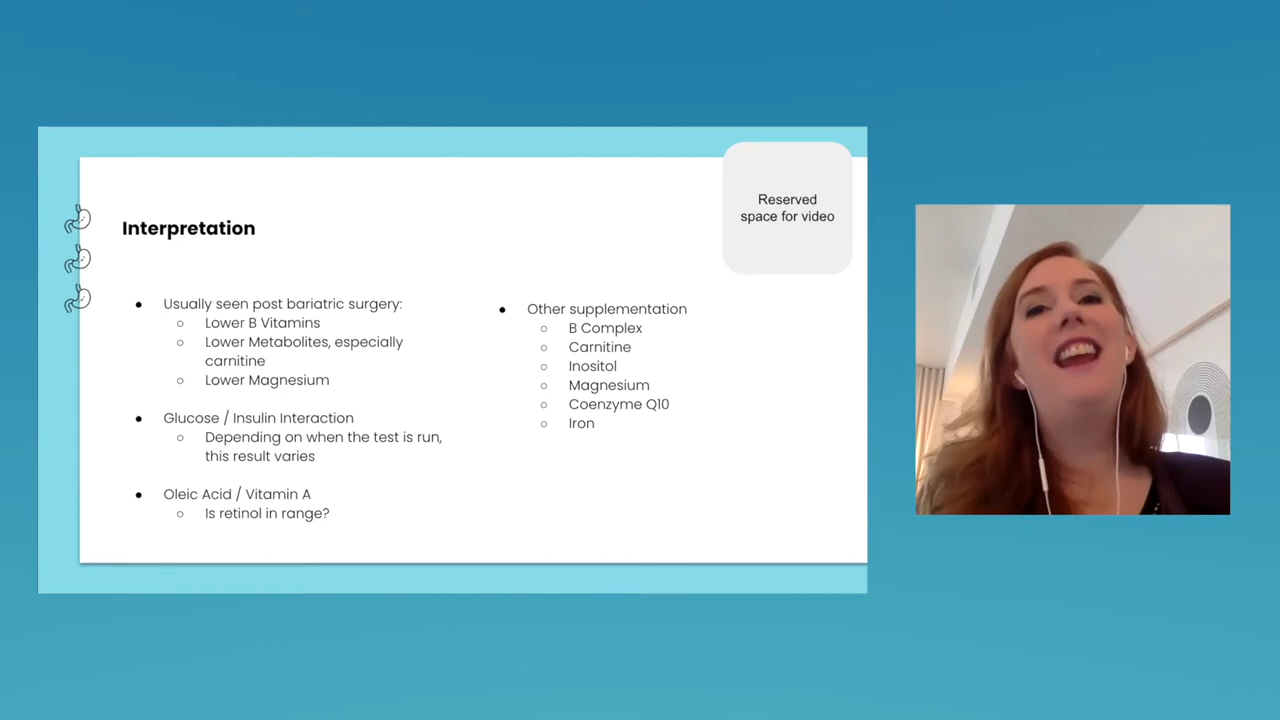 Reserved
space for video
Interpretation
Usually seen post bariatric surgery:
Lower B Vitamins
Lower Metabolites, especially
carnitine
Lower Magnesium
Glucose / Insulin Interaction
Depending on when the test is run,
this result varies
Oleic Acid / Vitamin A
Is retinol in range?
Other supplementation
B Complex
Carnitine
Inositol
Magnesium
Coenzyme Q10
Iron